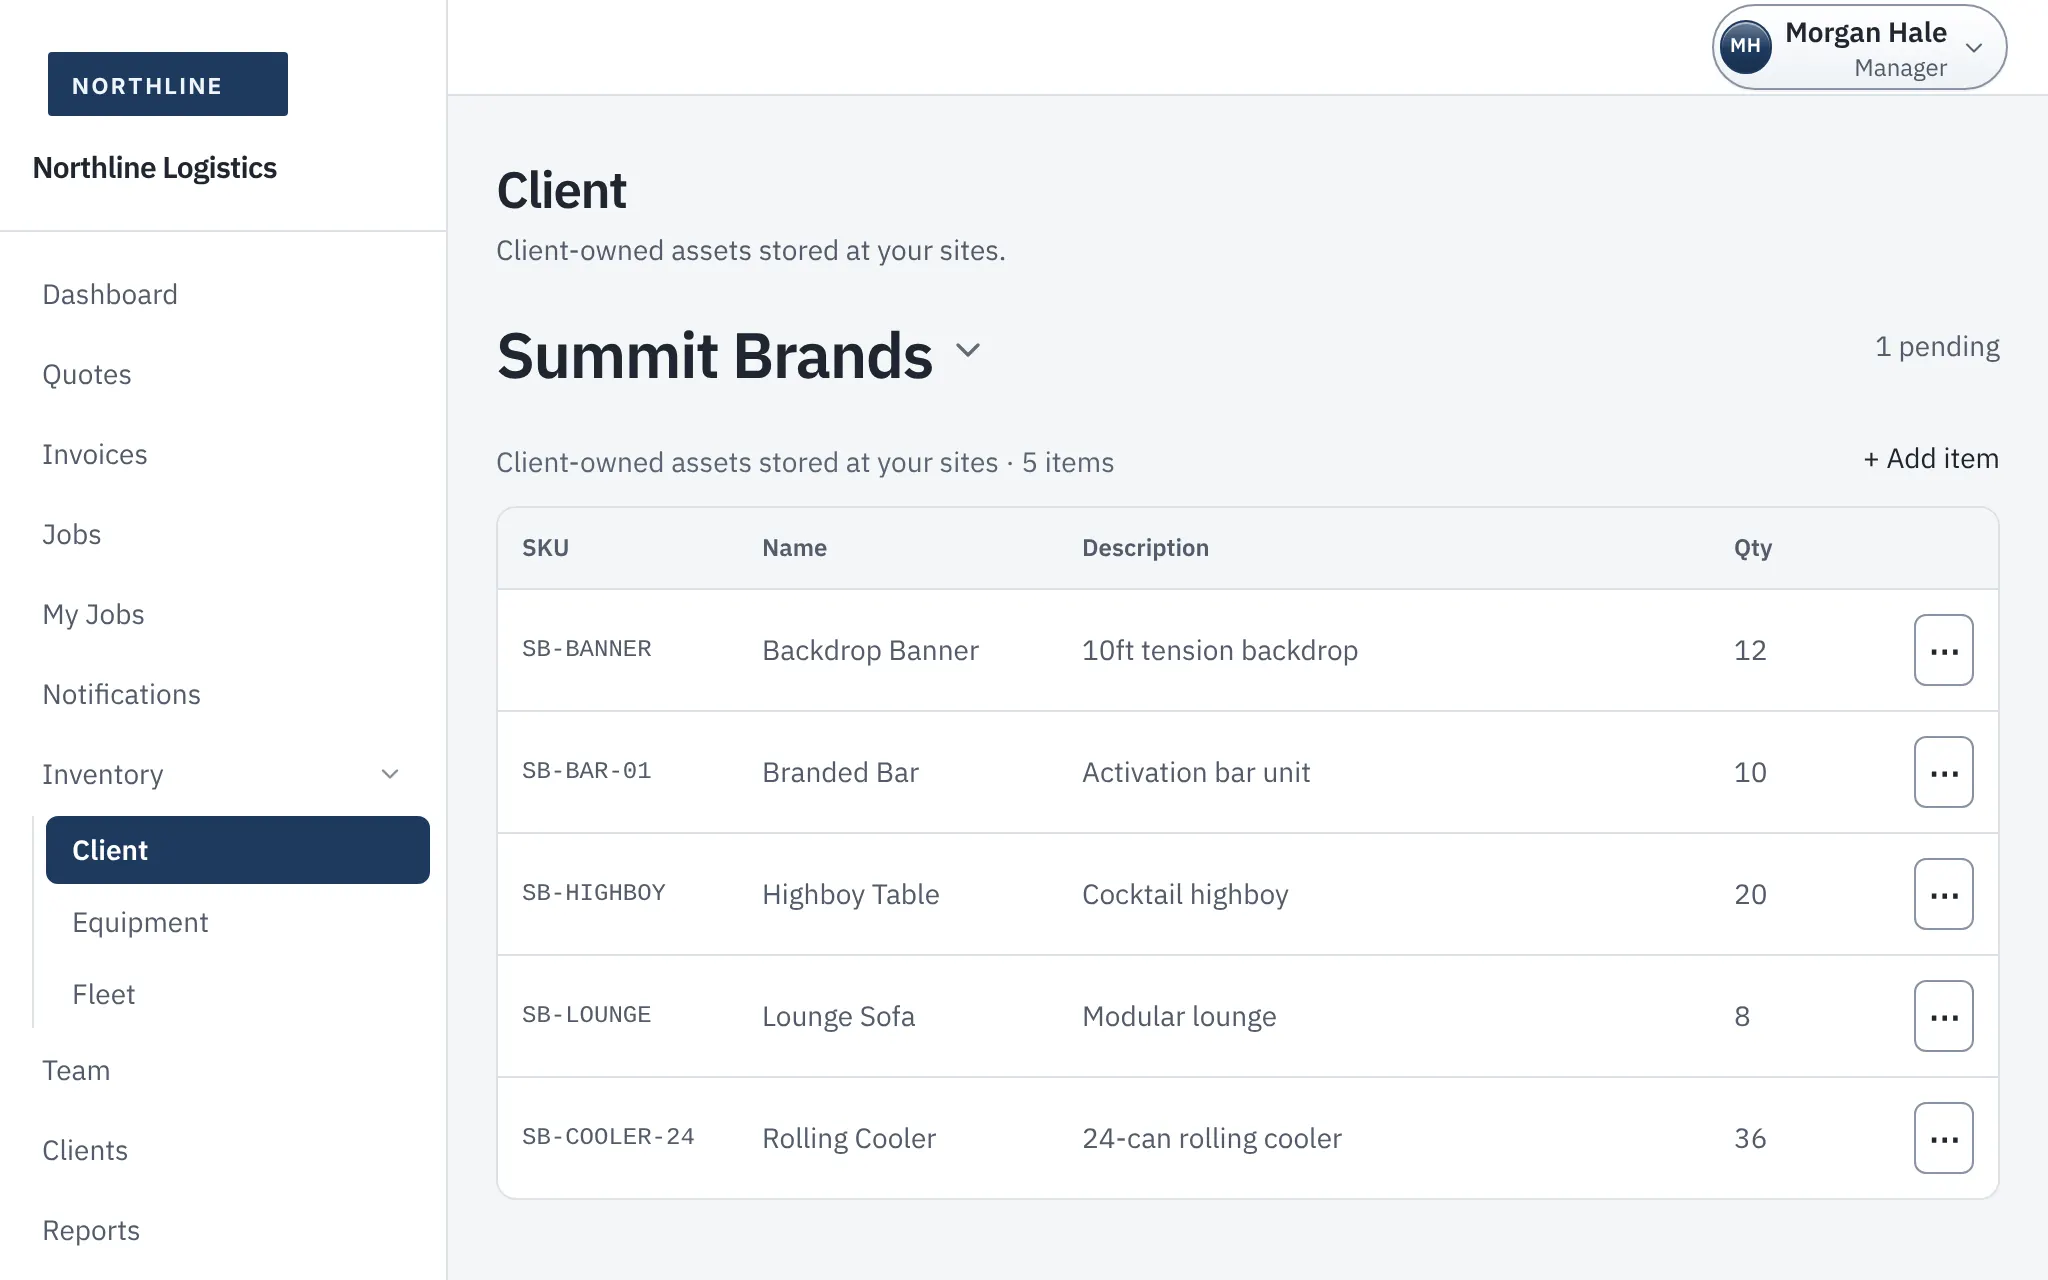 NORTHLINE
Northline Logistics
Dashboard
Quotes
Invoices
Jobs
My Jobs
Notifications
Inventory
Client
Equipment
Fleet
Team
Clients
Reports
MH
Morgan Hale
Manager
Client
Client-owned assets stored at your sites.
Summit Brands
1 pending
Client-owned assets stored at your sites · 5 items
+ Add item
SKU Name Description Qty
SB-BANNER Backdrop Banner 10ft tension backdrop 12 ...
SB-BAR-01 Branded Bar Activation bar unit 10 ...
SB-HIGHBOY Highboy Table Cocktail highboy 20 ...
SB-LOUNGE Lounge Sofa Modular lounge 8 ...
SB-COOLER-24 Rolling Cooler 24-can rolling cooler 36 ...